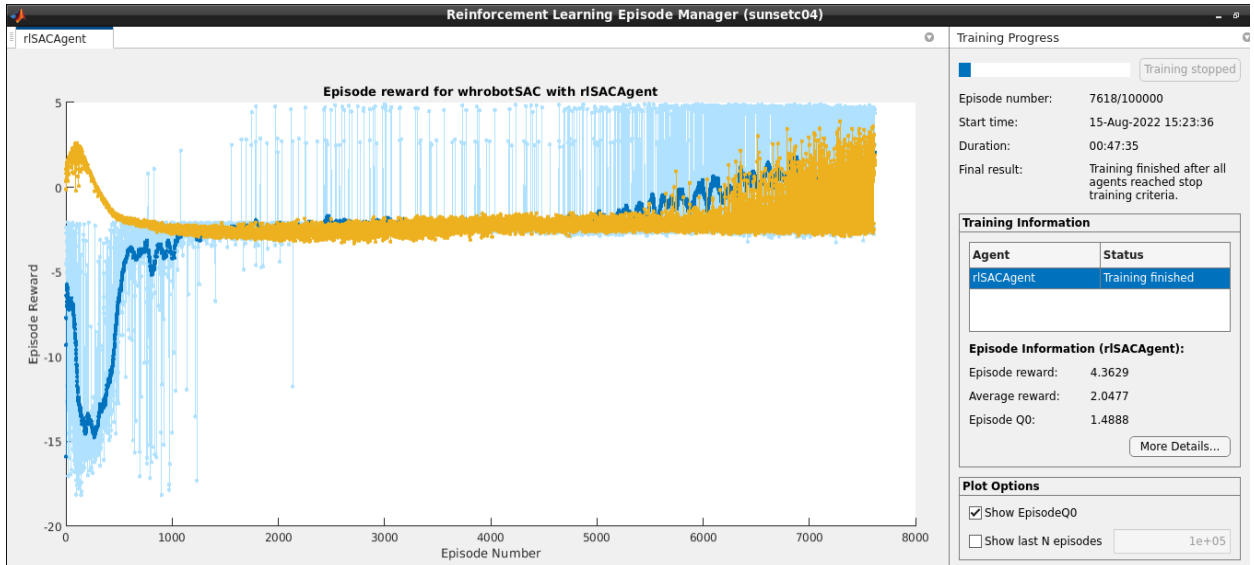 Reinforcement Learning Episode Manager (sunsetc04)
rlSACAgent
Episode reward for whrobotSAC with rlSACAgent
5
0
-5
-10
-15
-20
Episode Reward
0 1000 2000 3000 4000 5000 6000 7000 8000
Episode Number
Training Progress
Training stopped
Episode number: 7618/100000
Start time: 15-Aug-2022 15:23:36
Duration: 00:47:35
Final result: Training finished after all
agents reached stop
training criteria.
Training Information
Agent Status
rlSACAgent Training finished
Episode Information (rlSACAgent):
Episode reward: 4.3629
Average reward: 2.0477
Episode Q0: 1.4888
More Details...
Plot Options
Show EpisodeQ0
Show last N episodes 1e+05